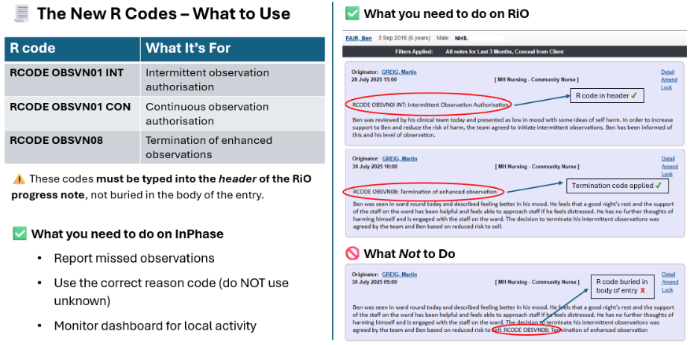 The New R Codes – What to Use
R code What It's For
RCODE OBSVN01 INT Intermittent observation
authorisation
RCODE OBSVN01 CON Continuous observation
authorisation
RCODE OBSVN08 Termination of enhanced
observations
These codes must be typed into the header of the RiO
progress note, not buried in the body of the entry.
What you need to do on InPhase
• Report missed observations
• Use the correct reason code (do NOT use
unknown)
• Monitor dashboard for local activity
What you need to do on RiO
FAIR, Ben 3 Sep 2018 (6 years) Male NHS.
Filters Applied: All notes for Last 3 Months, Conceal from Client
Originator: GREIG, Martin Detail
28 July 2025 15:00 [ MH Nursing - Community Nurse ] Amend
Lock
R code in header ✓
RCODE OBSVN01 INT: Intermittent Observation Authorisation
Ben was reviewed by his clinical team today and presented as low in mood with some ideas of self harm. In order to increase
support to Ben and reduce the risk of harm, the team agreed to initiate intermittent observations. Ben has been informed of
this and his level of observation.
Originator: GREIG, Martin Detail
30 July 2025 10:00 [ MH Nursing - Community Nurse ] Amend
Lock
Termination code applied ✓
RCODE OBSVN08: Termination of enhanced observation
Ben was seen in ward round today and described feeling better in his mood. He feels that a good night's rest and the support
of the staff on the ward has been helpful and feels able to approach staff if he feels distressed. He has no further thoughts of
harming himself and is engaged with the staff on the ward. The decision to terminate his intermittent observations was
agreed by the team and Ben based on reduced risk to self.
What Not to Do
Originator: GREIG, Martin Detail
30 July 2025 09:00 [ MH Nursing - Community Nurse ] Amend
Lock
R code buried in
body of entry X
Ben was seen in ward round today and described feeling better in his mood. He feels that a good night's rest and the support
of the staff on the ward has been helpful and feels able to approach staff if he feels distressed. He has no further thoughts of
harming himself and is engaged with the staff on the ward. The decision to terminate his intermittent observations was
agreed by the team and Ben based on reduced risk to self. RCODE OBSVN08: Termination of enhanced observation